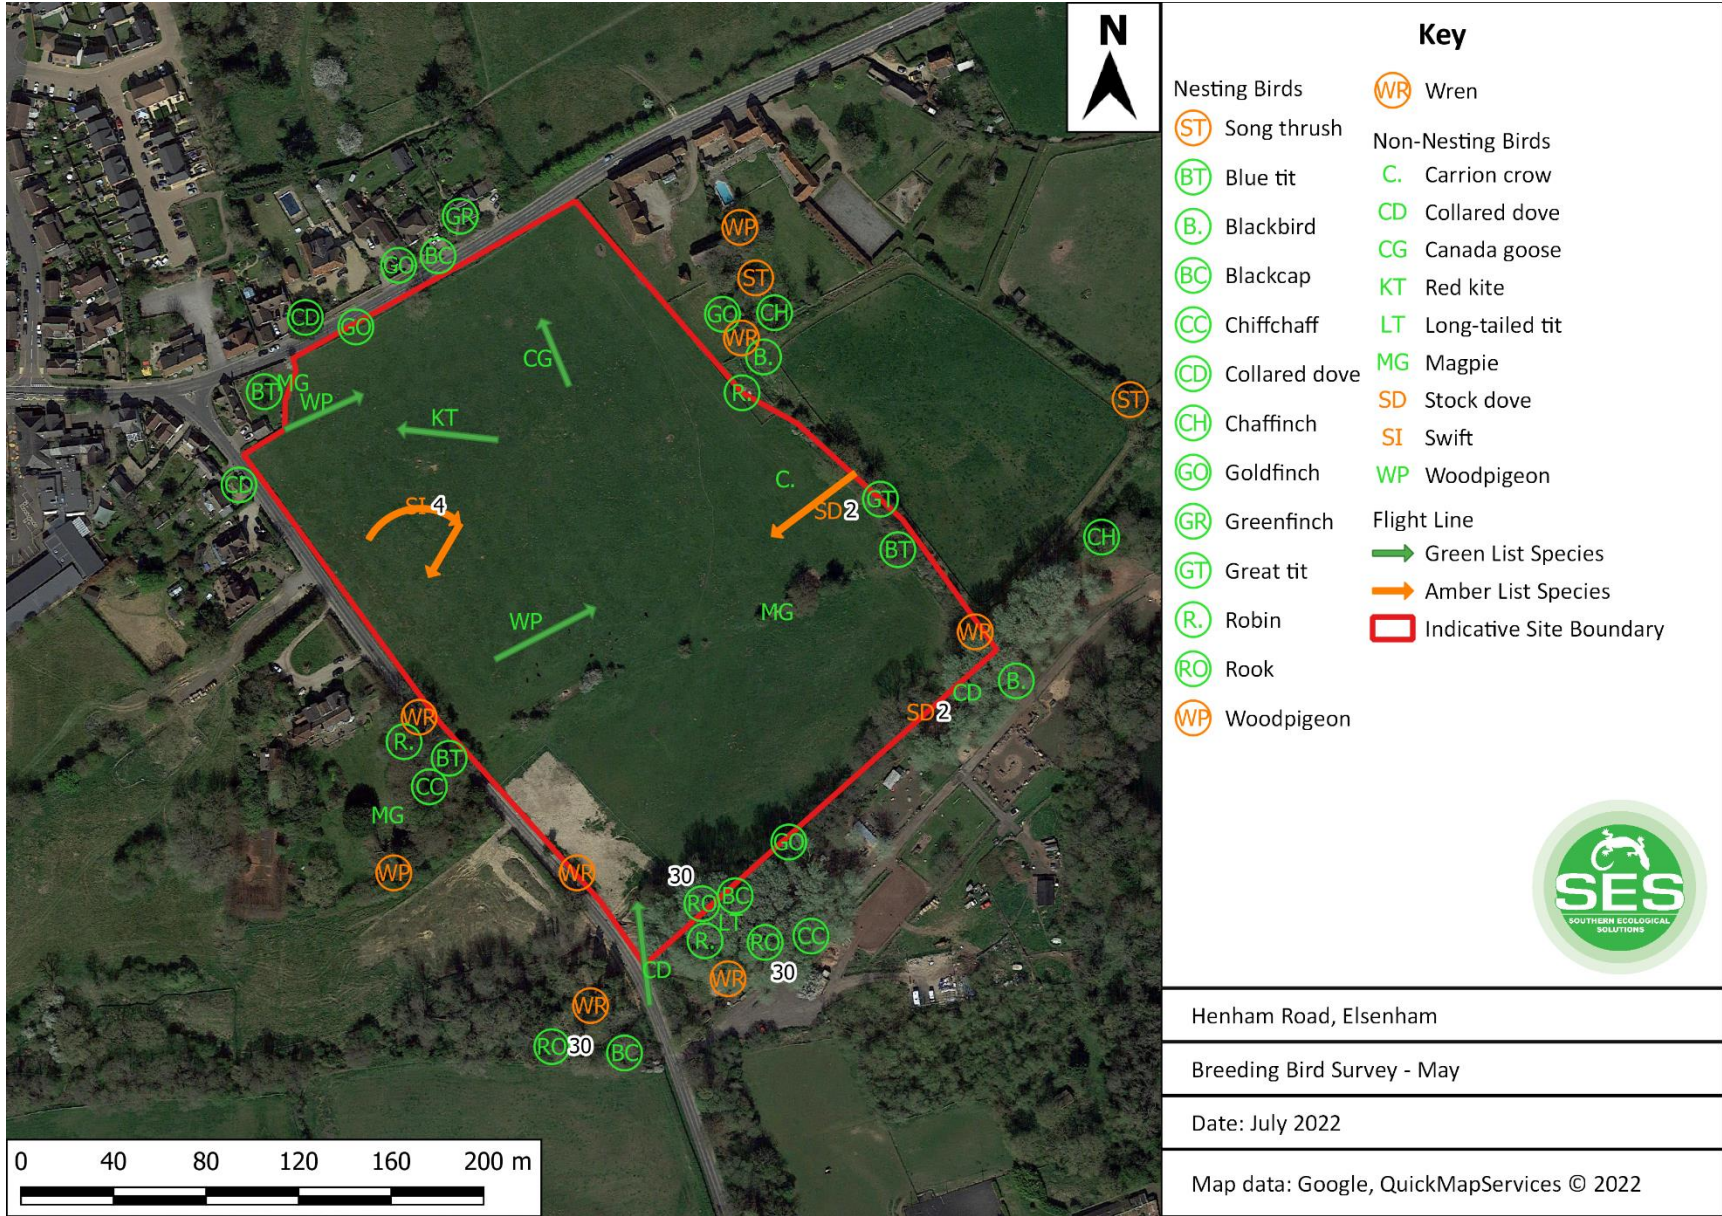 N
GR
GO
BC
CD
GO
BT
MG
WP
CD
CG
KT
WP
ST
GO
CH
WR
B.
R.
ST
C.
SD 2
GT
BT
CH
SI 4
WP
MG
WR
CD
B.
SD 2
WR
R.
BT
CC
MG
WP
WR
GO
30
RO
BC
LT
R.
RO
CC
30
WR
CD
WR
RO 30
BC
0 40 80 120 160 200 m
Key
Nesting Birds
ST Song thrush
BT Blue tit
B. Blackbird
BC Blackcap
CC Chiffchaff
CD Collared dove
CH Chaffinch
GO Goldfinch
GR Greenfinch
GT Great tit
R. Robin
RO Rook
WP Woodpigeon
WR Wren
Non-Nesting Birds
C. Carrion crow
CD Collared dove
CG Canada goose
KT Red kite
LT Long-tailed tit
MG Magpie
SD Stock dove
SI Swift
WP Woodpigeon
Flight Line
Green List Species
Amber List Species
Indicative Site Boundary
SES
SOUTHERN ECOLOGICAL
SOLUTIONS
Henham Road, Elsenham
Breeding Bird Survey - May
Date: July 2022
Map data: Google, QuickMapServices © 2022